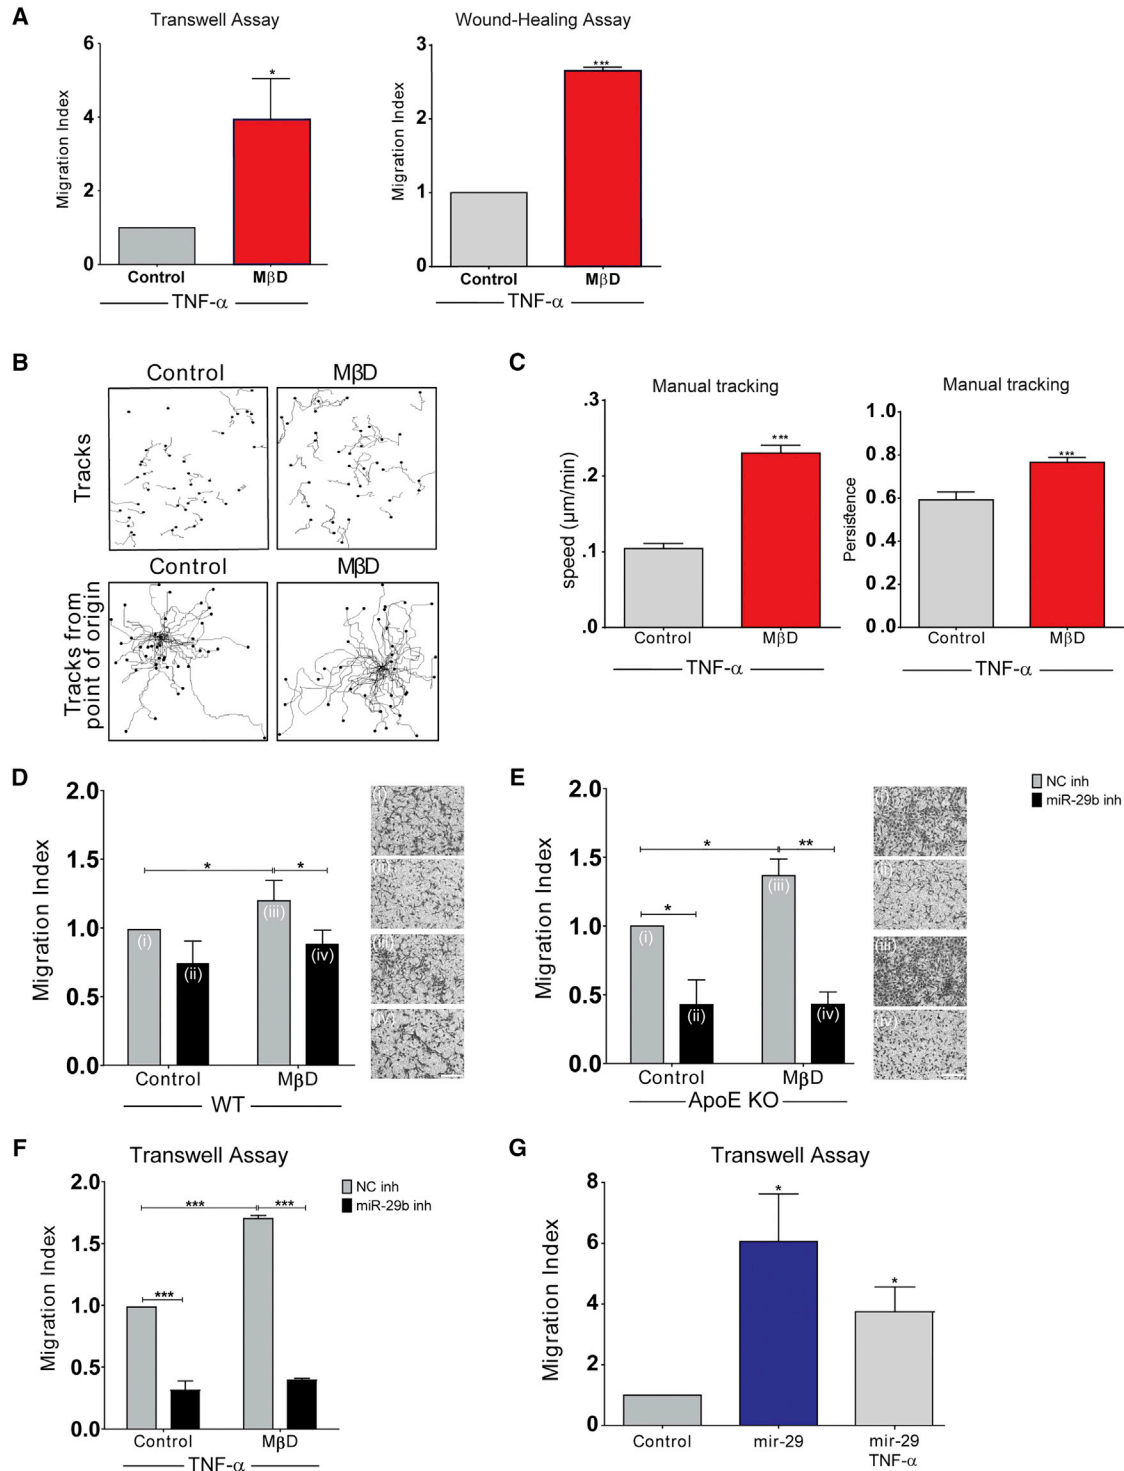 A
Transwell Assay
Migration Index
6
4
2
0
*
Control
MβD
TNF-α
Wound-Healing Assay
Migration Index
3
2
1
0
***
Control
MβD
TNF-α
B
Control
MβD
Tracks
Control
MβD
Tracks from
point of origin
C
Manual tracking
speed (µm/min)
.3
.2
.1
.0
***
Control
MβD
TNF-α
Manual tracking
Persistence
1.0
0.8
0.6
0.4
0.2
0.0
***
Control
MβD
TNF-α
D
Migration Index
2.0
1.5
1.0
0.5
0.0
*
*
(i)
(ii)
(iii)
(iv)
Control
MβD
WT
(i)
(ii)
(iii)
(iv)
E
Migration Index
2.0
1.5
1.0
0.5
0.0
*
**
*
(i)
(ii)
(iii)
(iv)
Control
MβD
ApoE KO
(i)
(ii)
(iii)
(iv)
NC inh
miR-29b inh
F
Transwell Assay
Migration Index
2.0
1.5
1.0
0.5
0.0
***
***
***
Control
MβD
TNF-α
NC inh
miR-29b inh
G
Transwell Assay
Migration Index
8
6
4
2
0
*
*
Control
mir-29
mir-29
TNF-α